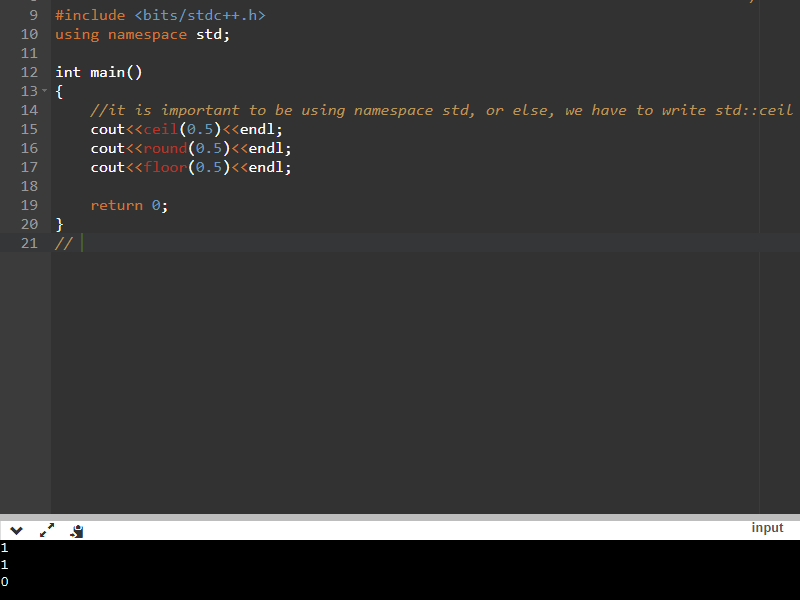 9 #include <bits/stdc++.h>
10 using namespace std;
11
12 int main()
13 {
14 //it is important to be using namespace std, or else, we have to write std::ceil
15 cout<<ceil(0.5)<<endl;
16 cout<<round(0.5)<<endl;
17 cout<<floor(0.5)<<endl;
18
19 return 0;
20 }
21 //
input
1
1
0